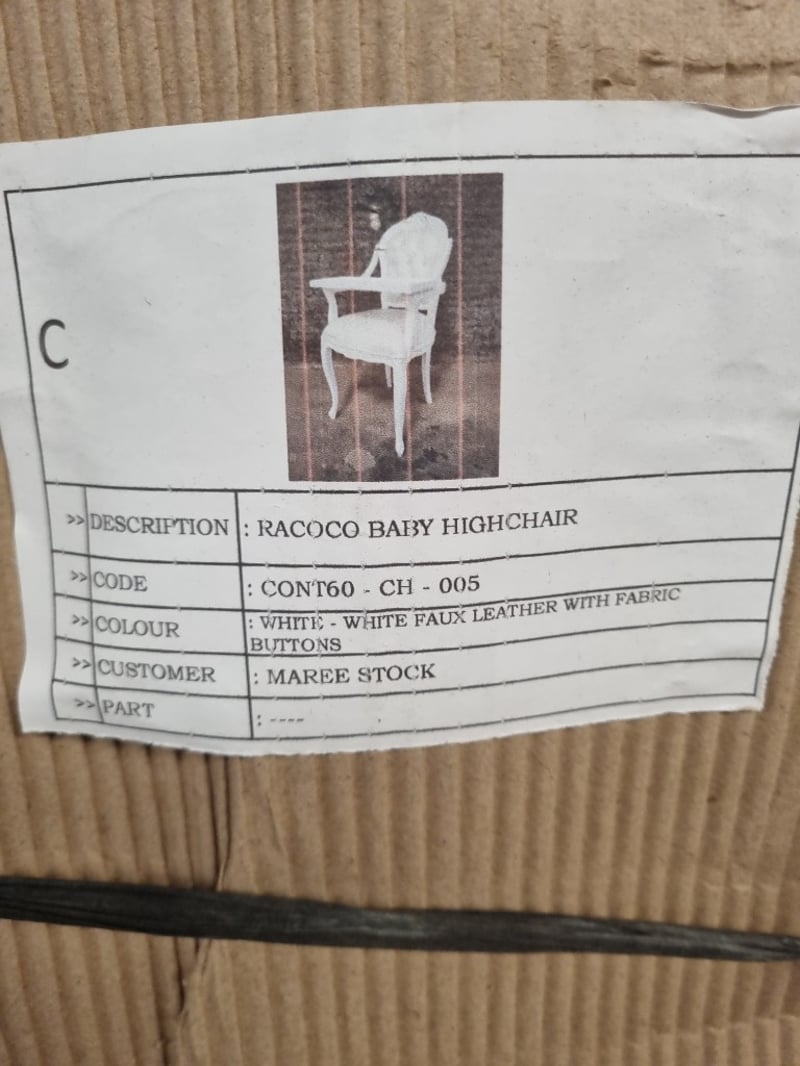 C
>> DESCRIPTION : RACOCO BABY HIGHCHAIR
>> CODE : CONT60 - CH - 005
>> COLOUR : WHITE - WHITE FAUX LEATHER WITH FABRIC
BUTTONS
>> CUSTOMER : MAREE STOCK
>> PART : ----